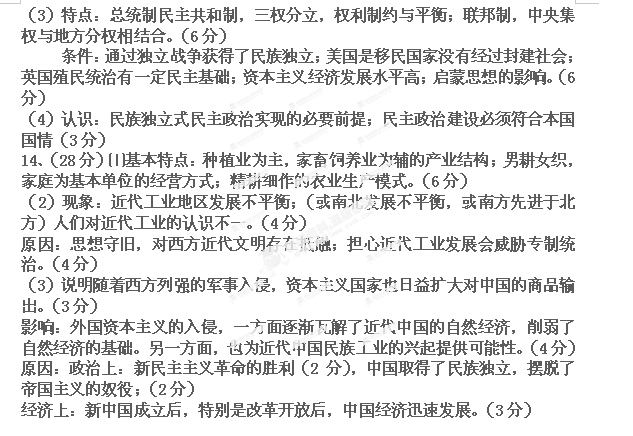 （3）特点：总统制民主共和制，三权分立，权利制约与平衡；联邦制，中央集
权与地方分权相结合。（6 分）
条件：通过独立战争获得了民族独立；美国是移民国家没有经过封建社会；
英国殖民统治有一定民主基础；资本主义经济发展水平高；启蒙思想的影响。（6
分）
（4）认识：民族独立式民主政治实现的必要前提；民主政治建设必须符合本国
国情（3 分）
14、（28 分）⑴基本特点：种植业为主，家畜饲养业为辅的产业结构；男耕女织，
家庭为基本单位的经营方式；精耕细作的农业生产模式。（6 分）
（2）现象：近代工业地区发展不平衡；（或南北发展不平衡，或南方先进于北
方）人们对近代工业的认识不一。（4 分）
原因：思想守旧，对西方近代文明存在抵触；担心近代工业发展会威胁专制统
治。（4 分）
（3）说明随着西方列强的军事入侵，资本主义国家也日益扩大对中国的商品输
出。（3 分）
影响：外国资本主义的入侵，一方面逐渐瓦解了近代中国的自然经济，削弱了
自然经济的基础。另一方面，也为近代中国民族工业的兴起提供可能性。（4 分）
原因：政治上：新民主主义革命的胜利（2 分），中国取得了民族独立，摆脱了
帝国主义的奴役；（2 分）
经济上：新中国成立后，特别是改革开放后，中国经济迅速发展。（3 分）